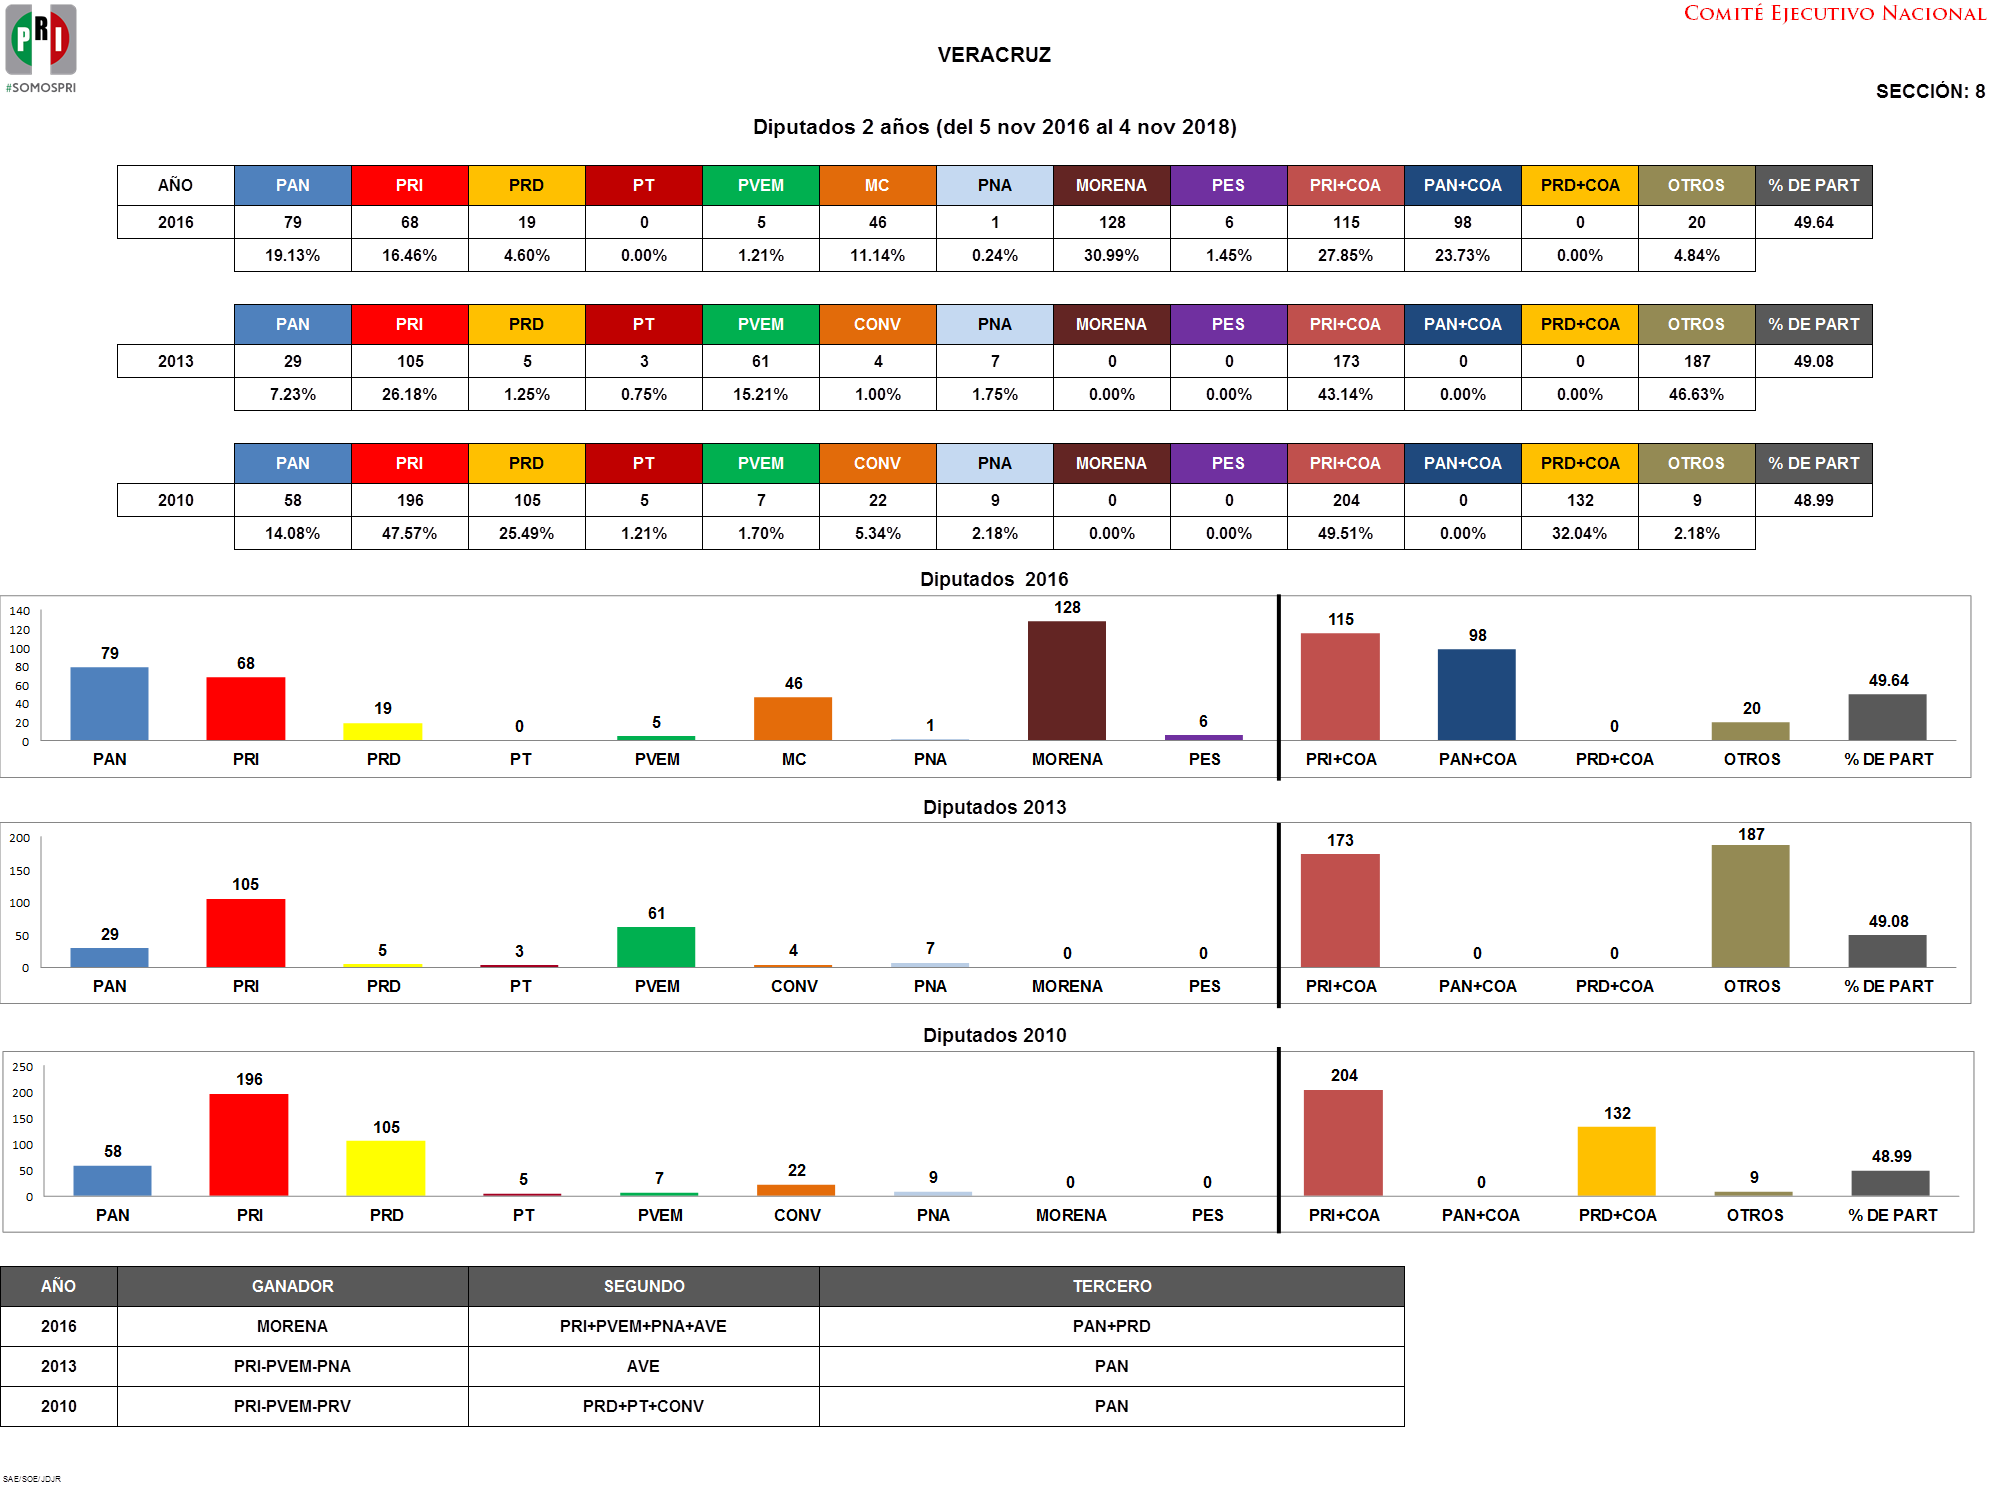 PRI
#SOMOSPRI
COMITÉ EJECUTIVO NACIONAL
VERACRUZ
SECCIÓN: 8
Diputados 2 años (del 5 nov 2016 al 4 nov 2018)
AÑO PAN PRI PRD PT PVEM MC PNA MORENA PES PRI+COA PAN+COA PRD+COA OTROS % DE PART
2016 79 68 19 0 5 46 1 128 6 115 98 0 20 49.64
19.13% 16.46% 4.60% 0.00% 1.21% 11.14% 0.24% 30.99% 1.45% 27.85% 23.73% 0.00% 4.84%
PAN PRI PRD PT PVEM CONV PNA MORENA PES PRI+COA PAN+COA PRD+COA OTROS % DE PART
2013 29 105 5 3 61 4 7 0 0 173 0 0 187 49.08
7.23% 26.18% 1.25% 0.75% 15.21% 1.00% 1.75% 0.00% 0.00% 43.14% 0.00% 0.00% 46.63%
PAN PRI PRD PT PVEM CONV PNA MORENA PES PRI+COA PAN+COA PRD+COA OTROS % DE PART
2010 58 196 105 5 7 22 9 0 0 204 0 132 9 48.99
14.08% 47.57% 25.49% 1.21% 1.70% 5.34% 2.18% 0.00% 0.00% 49.51% 0.00% 32.04% 2.18%
Diputados 2016
140
120
100
80
60
40
20
0
79 68 19 0 5 46 1 128 6 115 98 0 20 49.64
PAN PRI PRD PT PVEM MC PNA MORENA PES PRI+COA PAN+COA PRD+COA OTROS % DE PART
Diputados 2013
200
150
100
50
0
29 105 5 3 61 4 7 0 0 173 0 0 187 49.08
PAN PRI PRD PT PVEM CONV PNA MORENA PES PRI+COA PAN+COA PRD+COA OTROS % DE PART
Diputados 2010
250
200
150
100
50
0
58 196 105 5 7 22 9 0 0 204 0 132 9 48.99
PAN PRI PRD PT PVEM CONV PNA MORENA PES PRI+COA PAN+COA PRD+COA OTROS % DE PART
AÑO GANADOR SEGUNDO TERCERO
2016 MORENA PRI+PVEM+PNA+AVE PAN+PRD
2013 PRI-PVEM-PNA AVE PAN
2010 PRI-PVEM-PRV PRD+PT+CONV PAN
SAE/SOE/JDJR